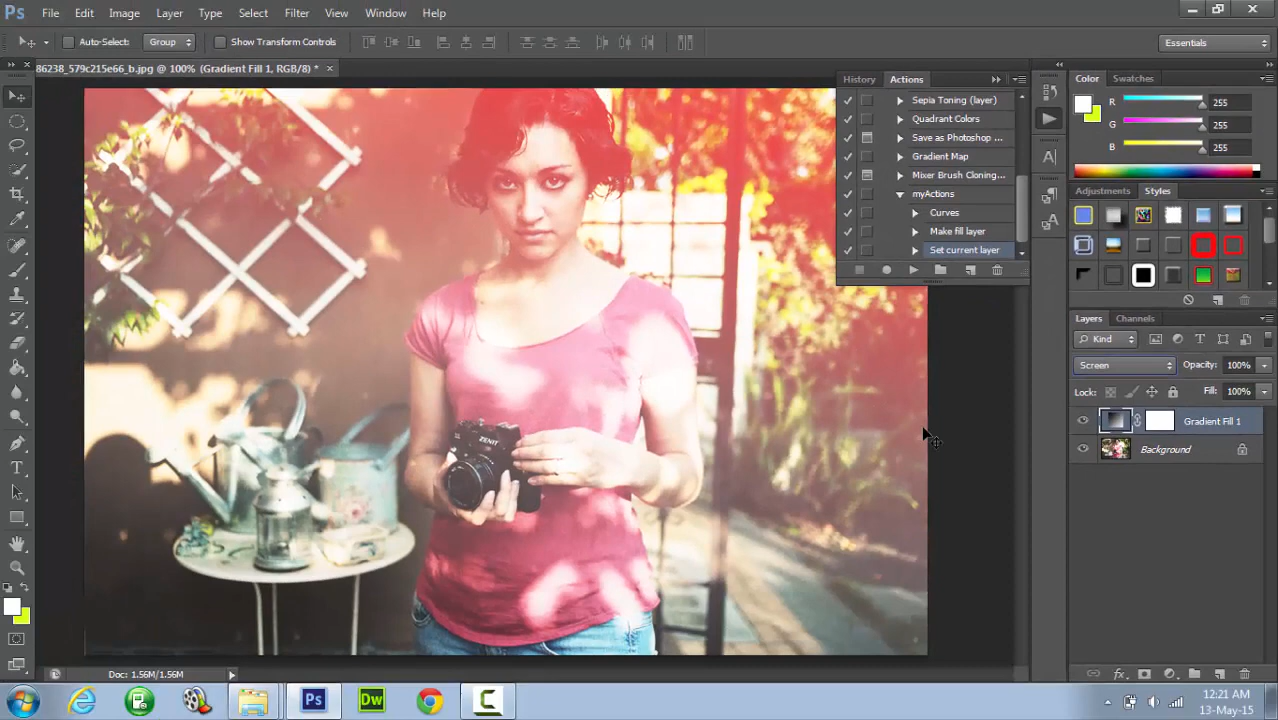 Ps File Edit Image Layer Type Select Filter View Window Help
Auto-Select: Group Show Transform Controls Essentials
86238_579c215e66_b.jpg @ 100% (Gradient Fill 1, RGB/8) *
History Actions
Sepia Toning (layer)
Quadrant Colors
Save as Photoshop ...
Gradient Map
Mixer Brush Cloning...
myActions
Curves
Make fill layer
Set current layer
Color Swatches
R 255
G 255
B 255
Adjustments Styles
Layers Channels
Kind
Screen Opacity: 100%
Lock: Fill: 100%
Gradient Fill 1
Background
ZENIT
Doc: 1.56M/1.56M
Ps Dw
12:21 AM
13-May-15